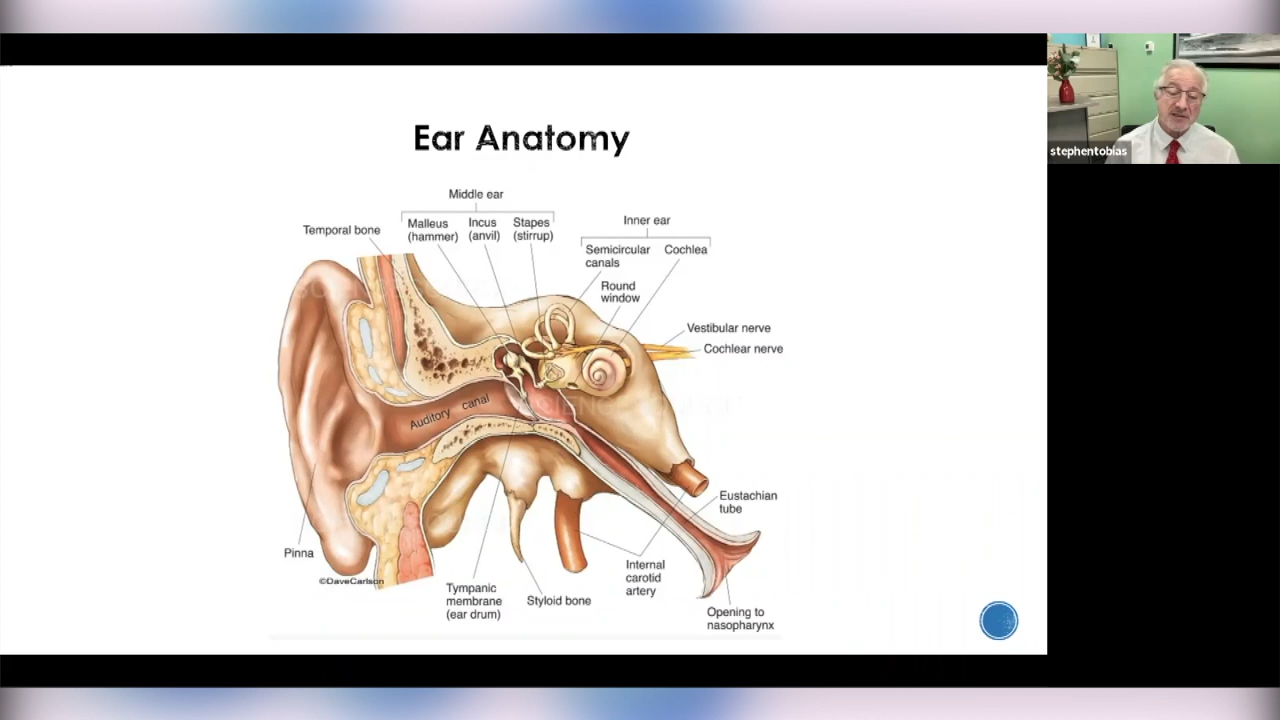 Ear Anatomy
Middle ear
Temporal bone
Malleus
(hammer)
Incus
(anvil)
Stapes
(stirrup)
Inner ear
Semicircular
canals
Cochlea
Round
window
Vestibular nerve
Cochlear nerve
Auditory canal
Eustachian
tube
Pinna
©DaveCarlson
Tympanic
membrane
(ear drum)
Styloid bone
Internal
carotid
artery
Opening to
nasopharynx
stephentobias